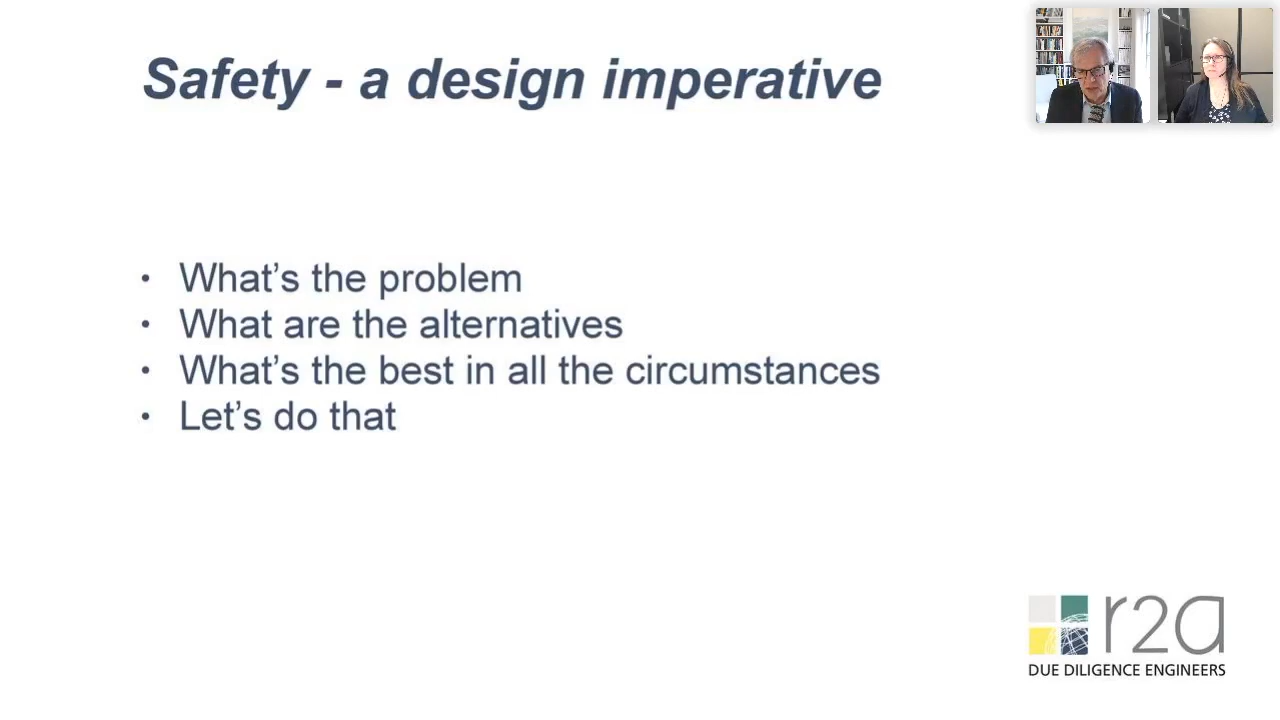 Safety - a design imperative
• What's the problem
• What are the alternatives
• What's the best in all the circumstances
• Let's do that
r2a
DUE DILIGENCE ENGINEERS